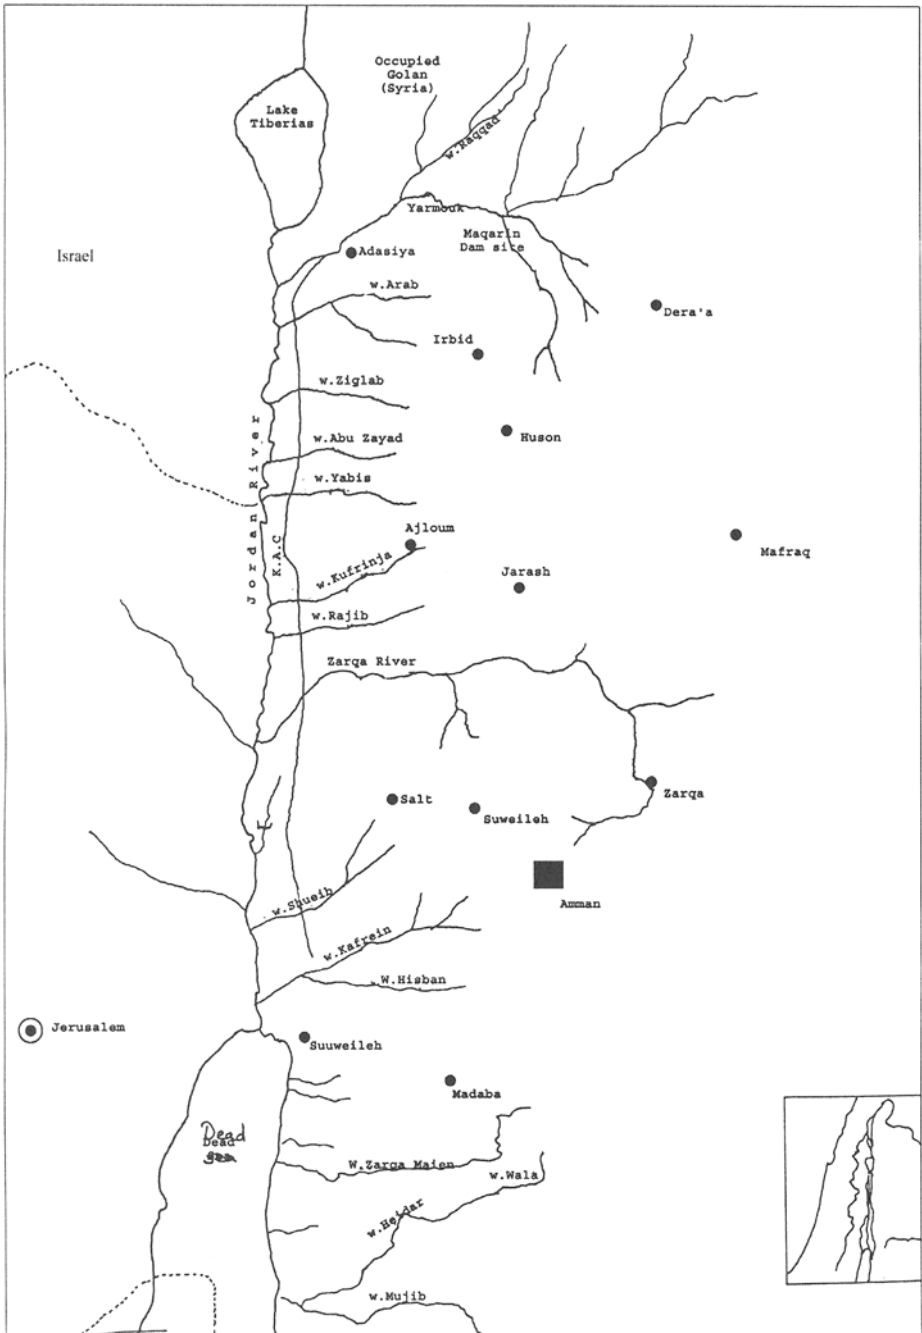 Occupied
Golan
(Syria)
Lake
Tiberias
w.Raqqad
Yarmouk
Maqarin
Dam site
Israel
Adasiya
w.Arab
Dera'a
Irbid
w.Ziglab
Jordan River
Huson
w.Abu Zayad
w.Yabis
K.A.C
Ajloum
Mafraq
w.Kufrinja
Jarash
w.Rajib
Zarqa River
Salt
Zarqa
Suweileh
Amman
w.Shueib
w.Kafrein
W.Hisban
Jerusalem
Suuweileh
Madaba
Dead
Dead
W.Zarga Maien
w.Wala
w.Heidar
w.Mujib